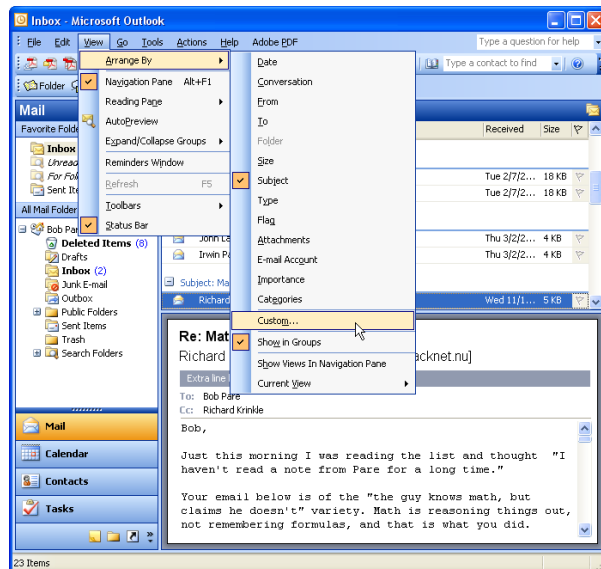 Inbox - Microsoft Outlook
File Edit View Go Tools Actions Help Adobe PDF Type a question for help
Arrange By
Navigation Pane Alt+F1
Reading Pane
AutoPreview
Expand/Collapse Groups
Reminders Window
Refresh F5
Toolbars
Status Bar
Date
Conversation
From
To
Folder
Size
Subject
Type
Flag
Attachments
E-mail Account
Importance
Categories
Custom...
Show in Groups
Show Views In Navigation Pane
Current View
Type a contact to find
Folder
Mail
Favorite Folde
Inbox
Unread
For Fol
Sent Ite
All Mail Folder
Bob Par
Deleted Items (8)
Drafts
Inbox (2)
Junk E-mail
Outbox
Public Folders
Sent Items
Trash
Search Folders
Mail
Calendar
Contacts
Tasks
23 Items
Received Size
Tue 2/7/2... 18 KB
Tue 2/7/2... 18 KB
John La Thu 3/2/2... 4 KB
Irwin Pa Thu 3/2/2... 4 KB
Subject: Ma
Richard Wed 11/1... 5 KB
Re: Mat
Richard acknet.nu]
Extra line
To: Bob Pare
Cc: Richard Krinkle
Bob,
Just this morning I was reading the list and thought "I
haven't read a note from Pare for a long time."
Your email below is of the "the guy knows math, but
claims he doesn't" variety. Math is reasoning things out,
not remembering formulas, and that is what you did.